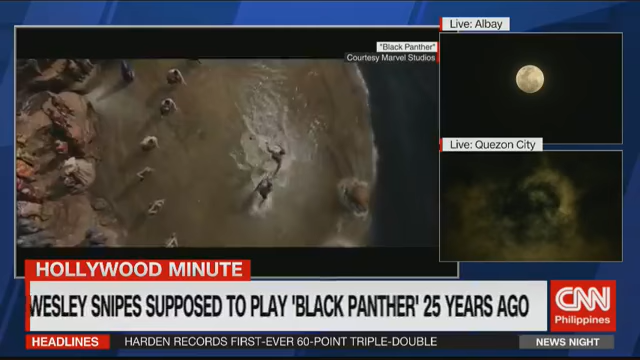 "Black Panther"
Courtesy Marvel Studios
Live: Albay
Live: Quezon City
HOLLYWOOD MINUTE
WESLEY SNIPES SUPPOSED TO PLAY 'BLACK PANTHER' 25 YEARS AGO
CNN
Philippines
HEADLINES
HARDEN RECORDS FIRST-EVER 60-POINT TRIPLE-DOUBLE
NEWS NIGHT